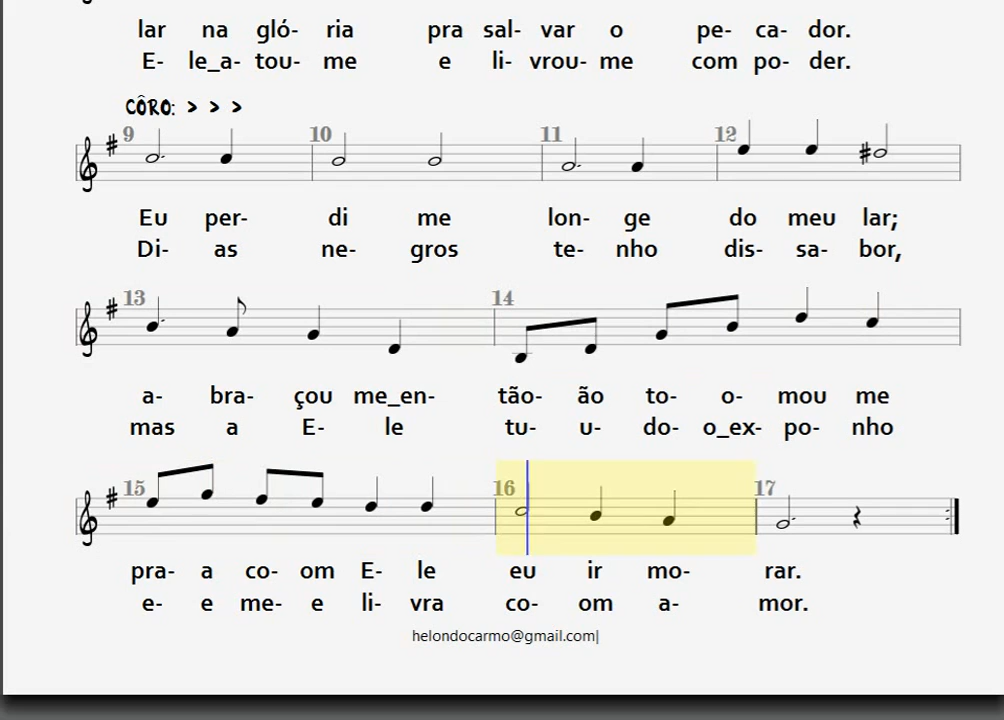 lar na gló- ria pra sal- var o pe- ca- dor.
E- le_a- tou- me e li- vrou- me com po- der.
CÔRO: > > >
9 10 11 12
Eu per- di me lon- ge do meu lar;
Di- as ne- gros te- nho dis- sa- bor,
13 14
a- bra- çou me_en- tão- ão to- o- mou me
mas a E- le tu- u- do- o_ex- po- nho
15 16 17
pra- a co- om E- le eu ir mo- rar.
e- e me- e li- vra co- om a- mor.
helondocarmo@gmail.com|